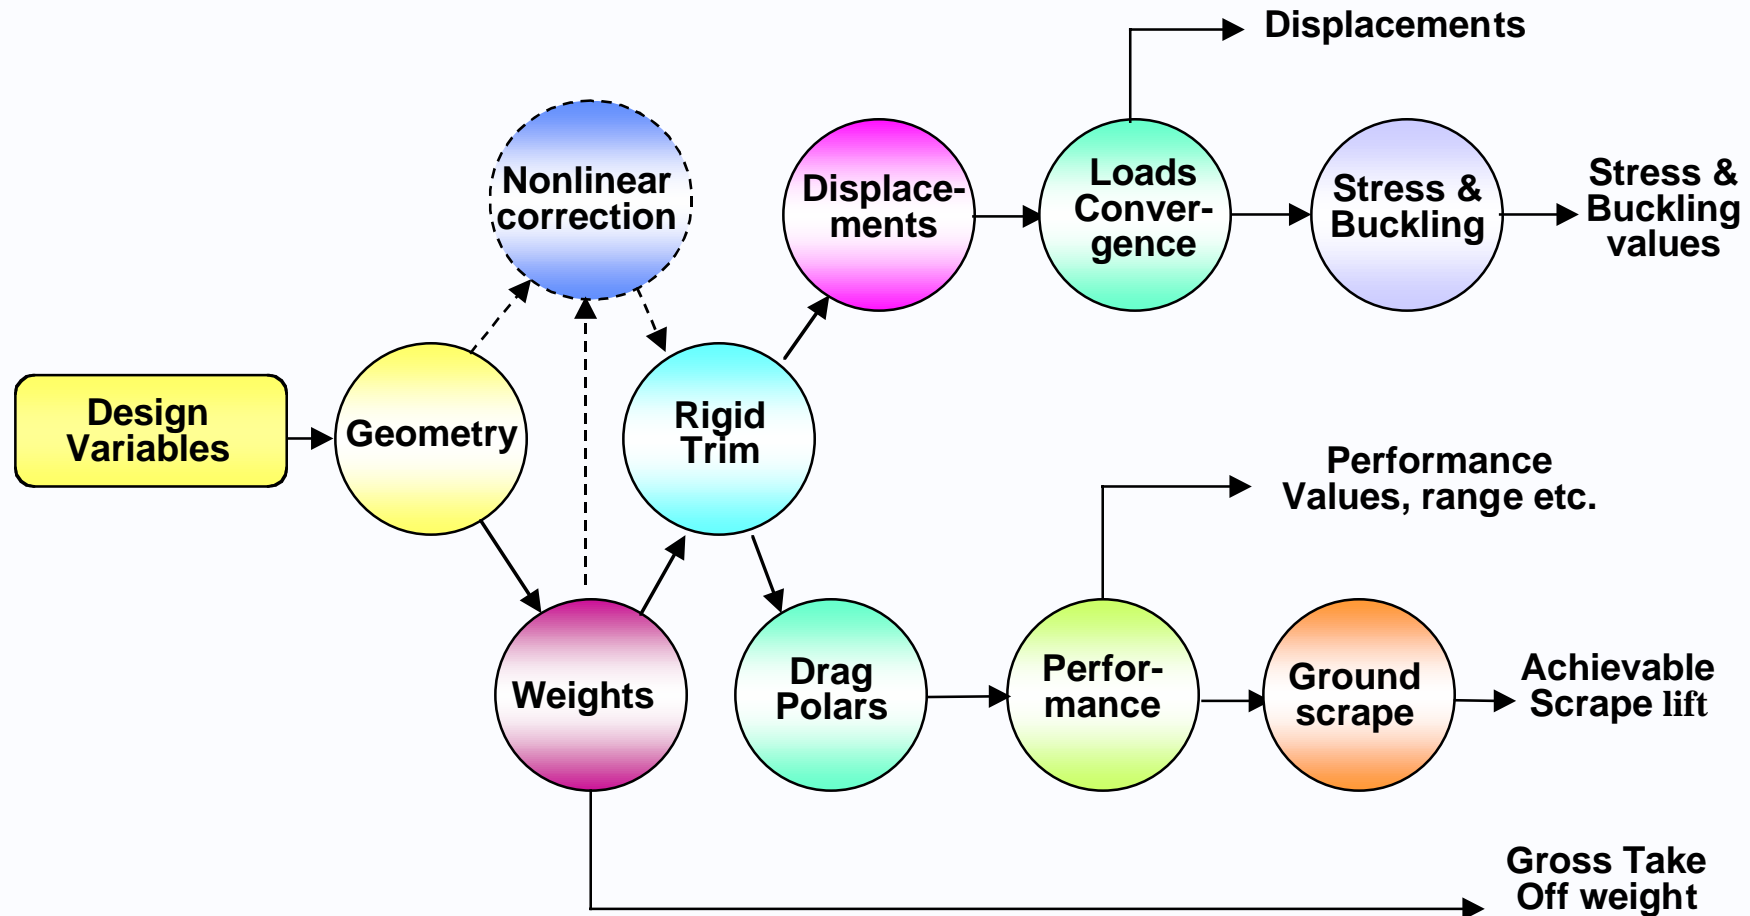 Displacements
Nonlinear
correction
Displace-
ments
Loads
Conver-
gence
Stress &
Buckling
Stress &
Buckling
values
Design
Variables
Geometry
Rigid
Trim
Performance
Values, range etc.
Weights
Drag
Polars
Perfor-
mance
Ground
scrape
Achievable
Scrape lift
Gross Take
Off weight